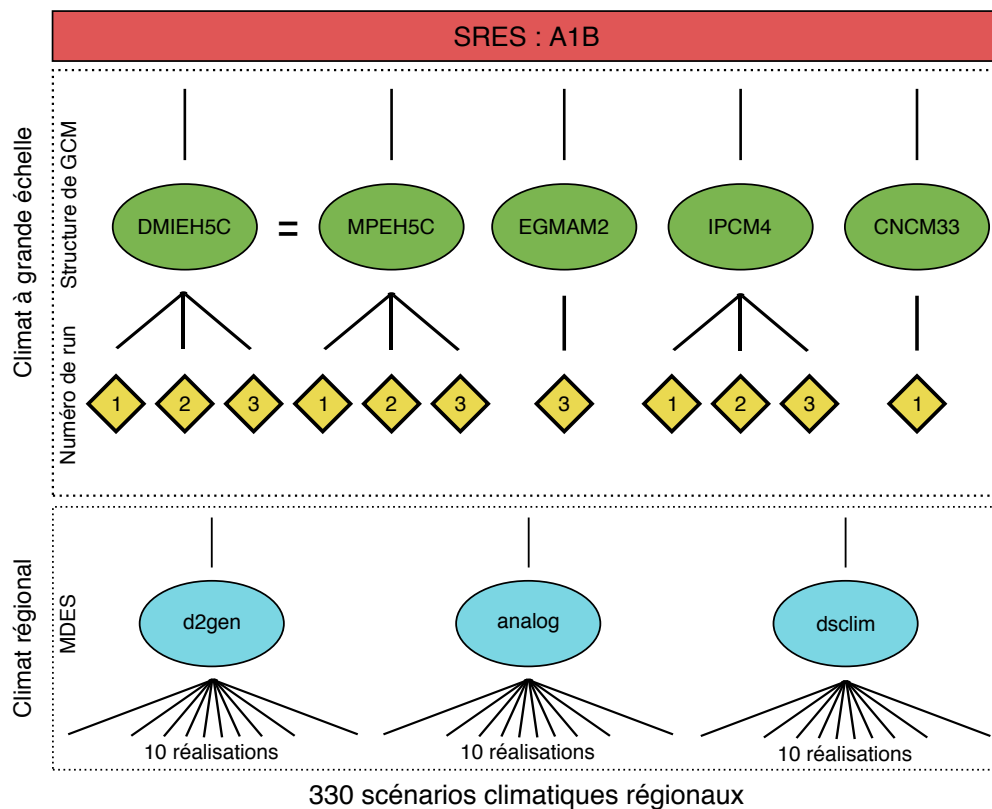 SRES : A1B
Climat à grande échelle
Structure de GCM
DMIEH5C = MPEH5C EGMAM2 IPCM4 CNCM33
Numéro de run
1 2 3 1 2 3 3 1 2 3 1
Climat régional
MDES
d2gen analog dsclim
10 réalisations 10 réalisations 10 réalisations
330 scénarios climatiques régionaux